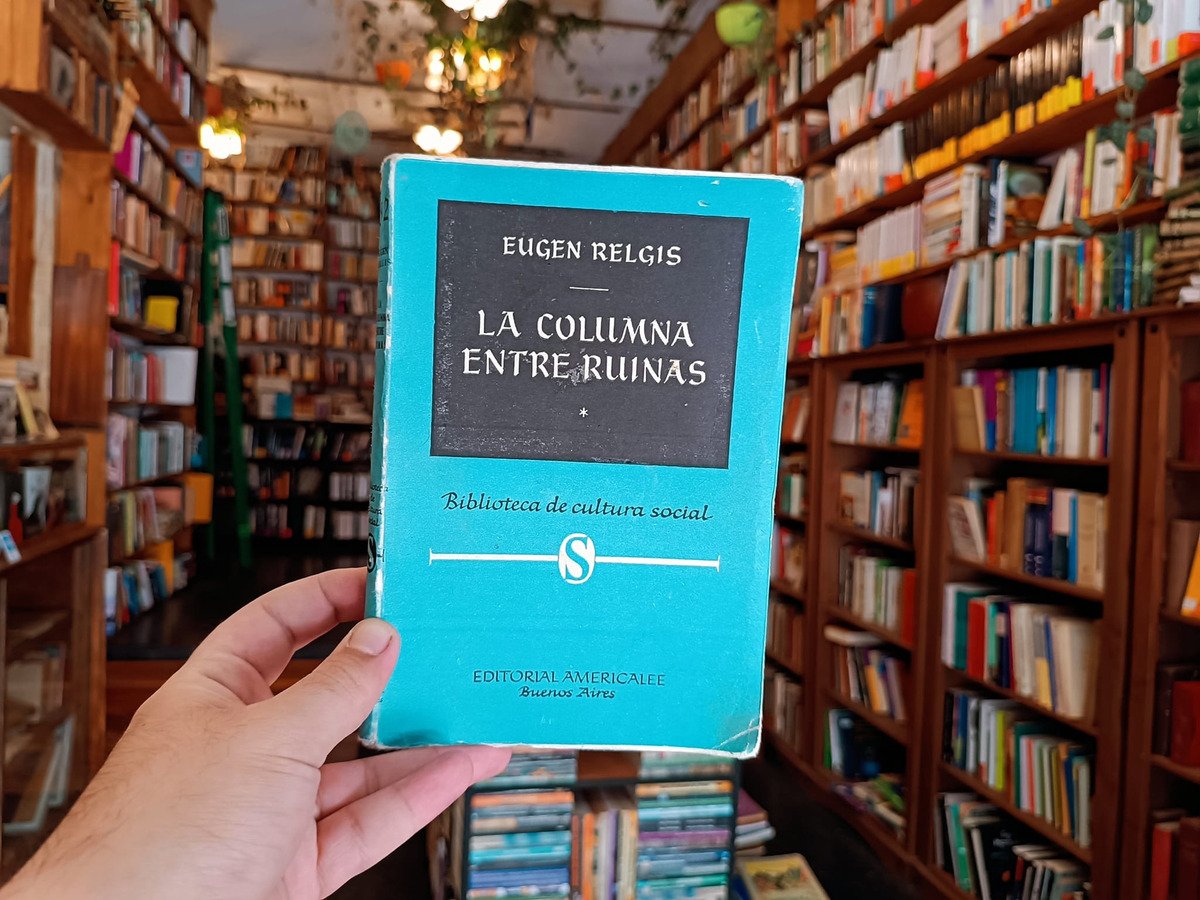 EUGEN RELGIS
LA COLUMNA
ENTRE RUINAS
*
Biblioteca de cultura social
S
EDITORIAL AMERICALEE
Buenos Aires